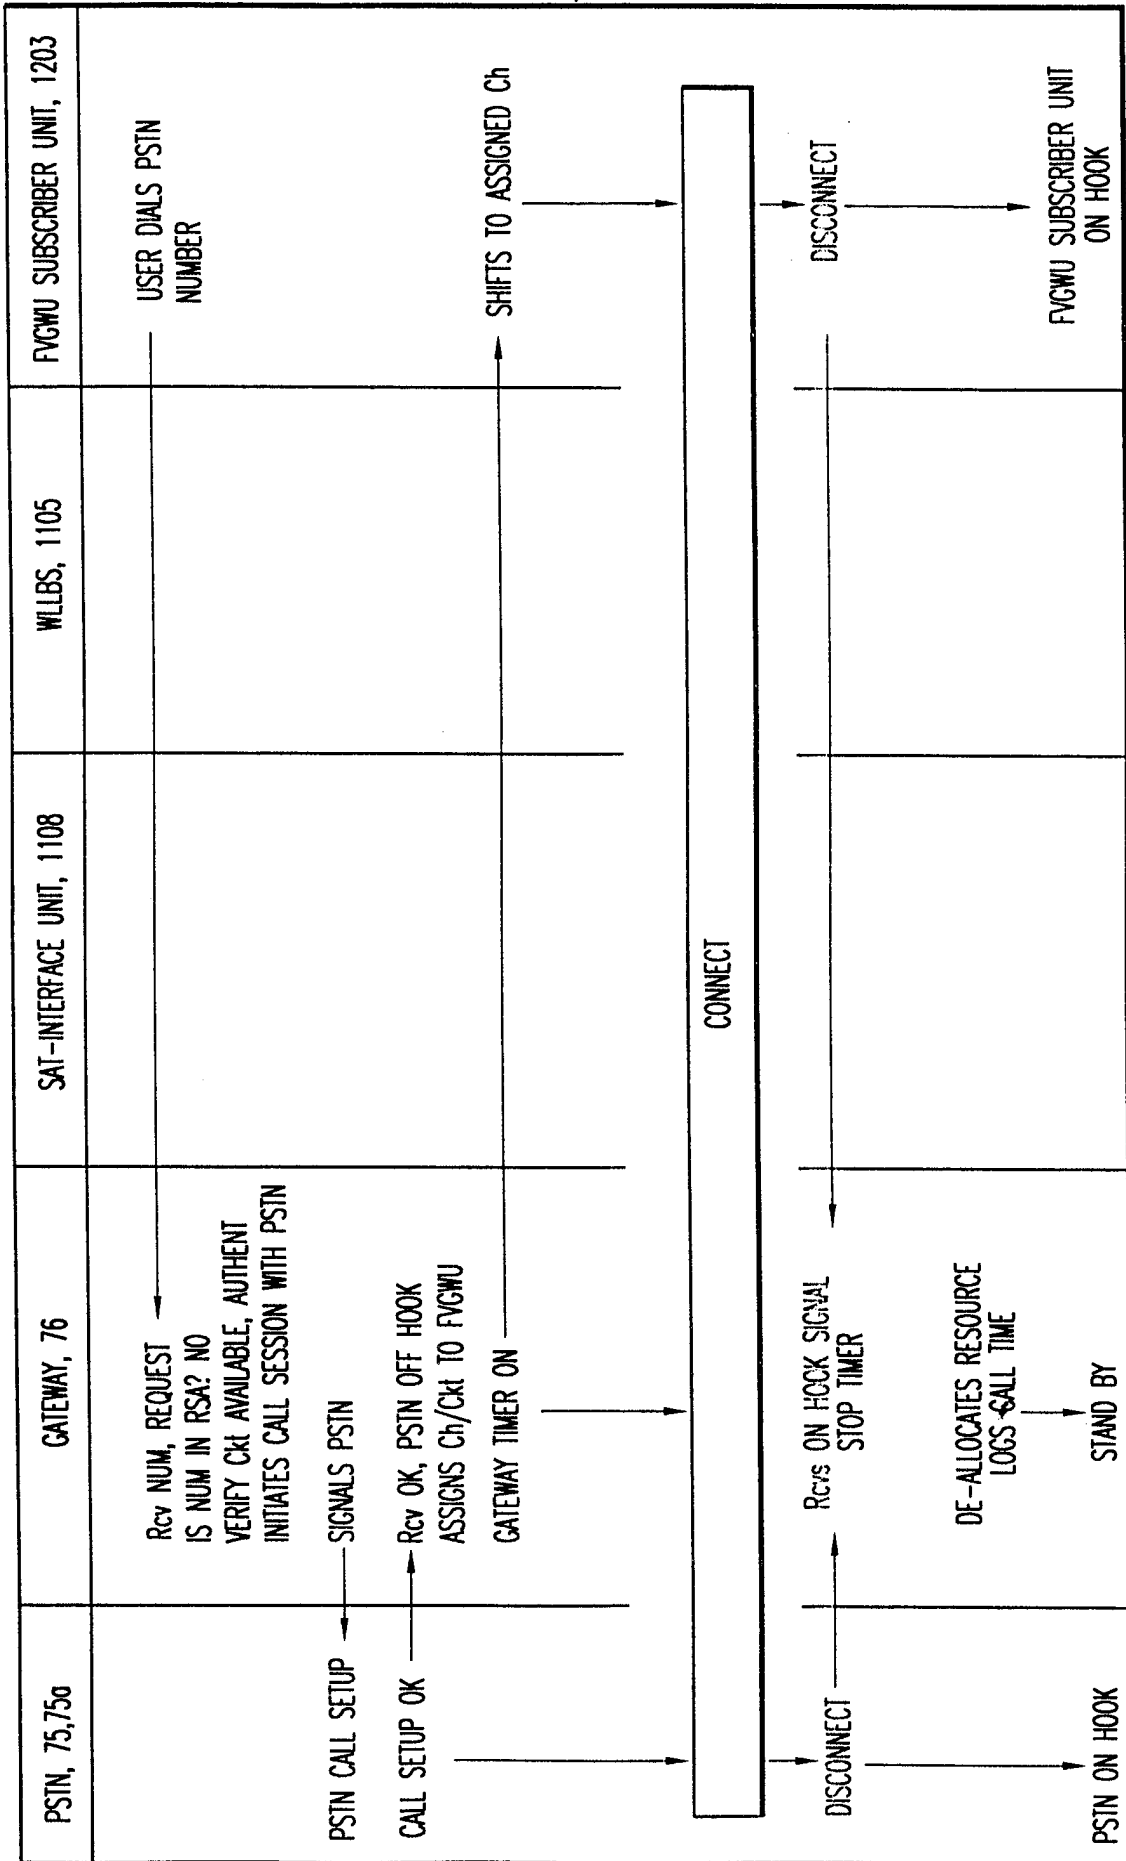 PSTN, 75,75a
GATEWAY, 76
SAT-INTERFACE UNIT, 1108
WLLBS, 1105
FVGWU SUBSCRIBER UNIT, 1203
USER DIALS PSTN
NUMBER
Rcv NUM, REQUEST
IS NUM IN RSA? NO
VERIFY Ckt AVAILABLE, AUTHENT
INITIATES CALL SESSION WITH PSTN
PSTN CALL SETUP
SIGNALS PSTN
CALL SETUP OK
Rcv OK, PSTN OFF HOOK
ASSIGNS Ch/Ckt TO FVGWU
GATEWAY TIMER ON
SHIFTS TO ASSIGNED Ch
CONNECT
DISCONNECT
Rcvs ON HOOK SIGNAL
STOP TIMER
DISCONNECT
DE-ALLOCATES RESOURCE
LOGS CALL TIME
PSTN ON HOOK
STAND BY
FVGWU SUBSCRIBER UNIT
ON HOOK